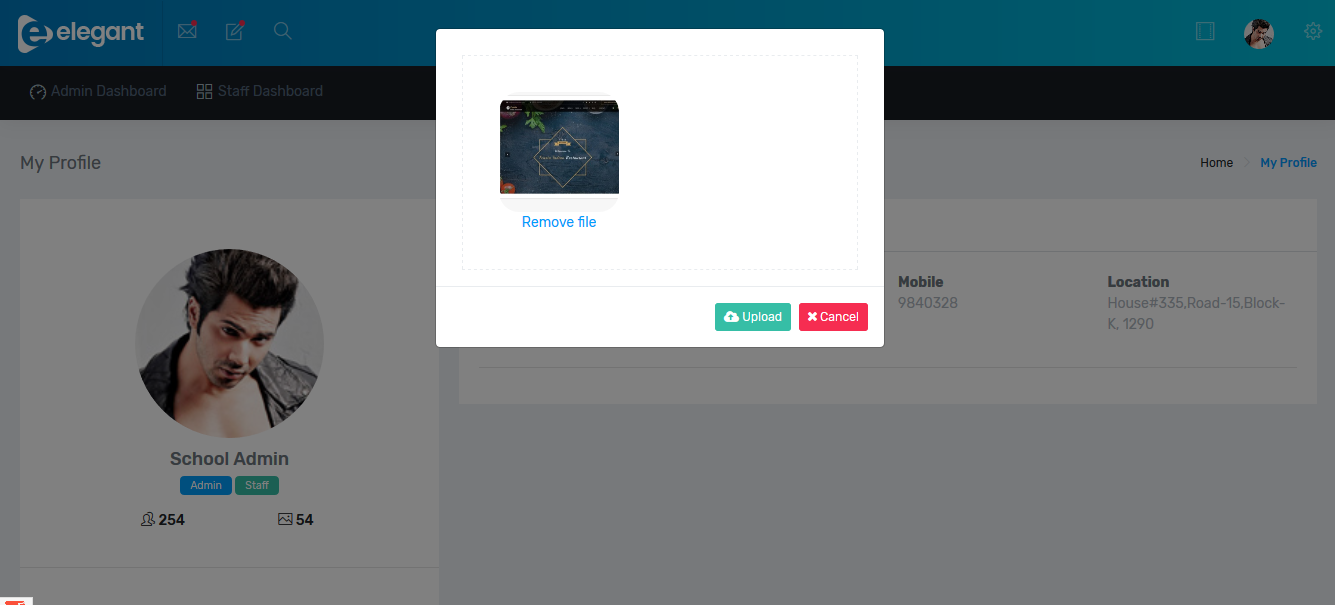 elegant
Admin Dashboard
Staff Dashboard
My Profile
Home
My Profile
Remove file
Upload
Cancel
Mobile
9840328
Location
House#335,Road-15,Block-
K, 1290
School Admin
Admin
Staff
254
54